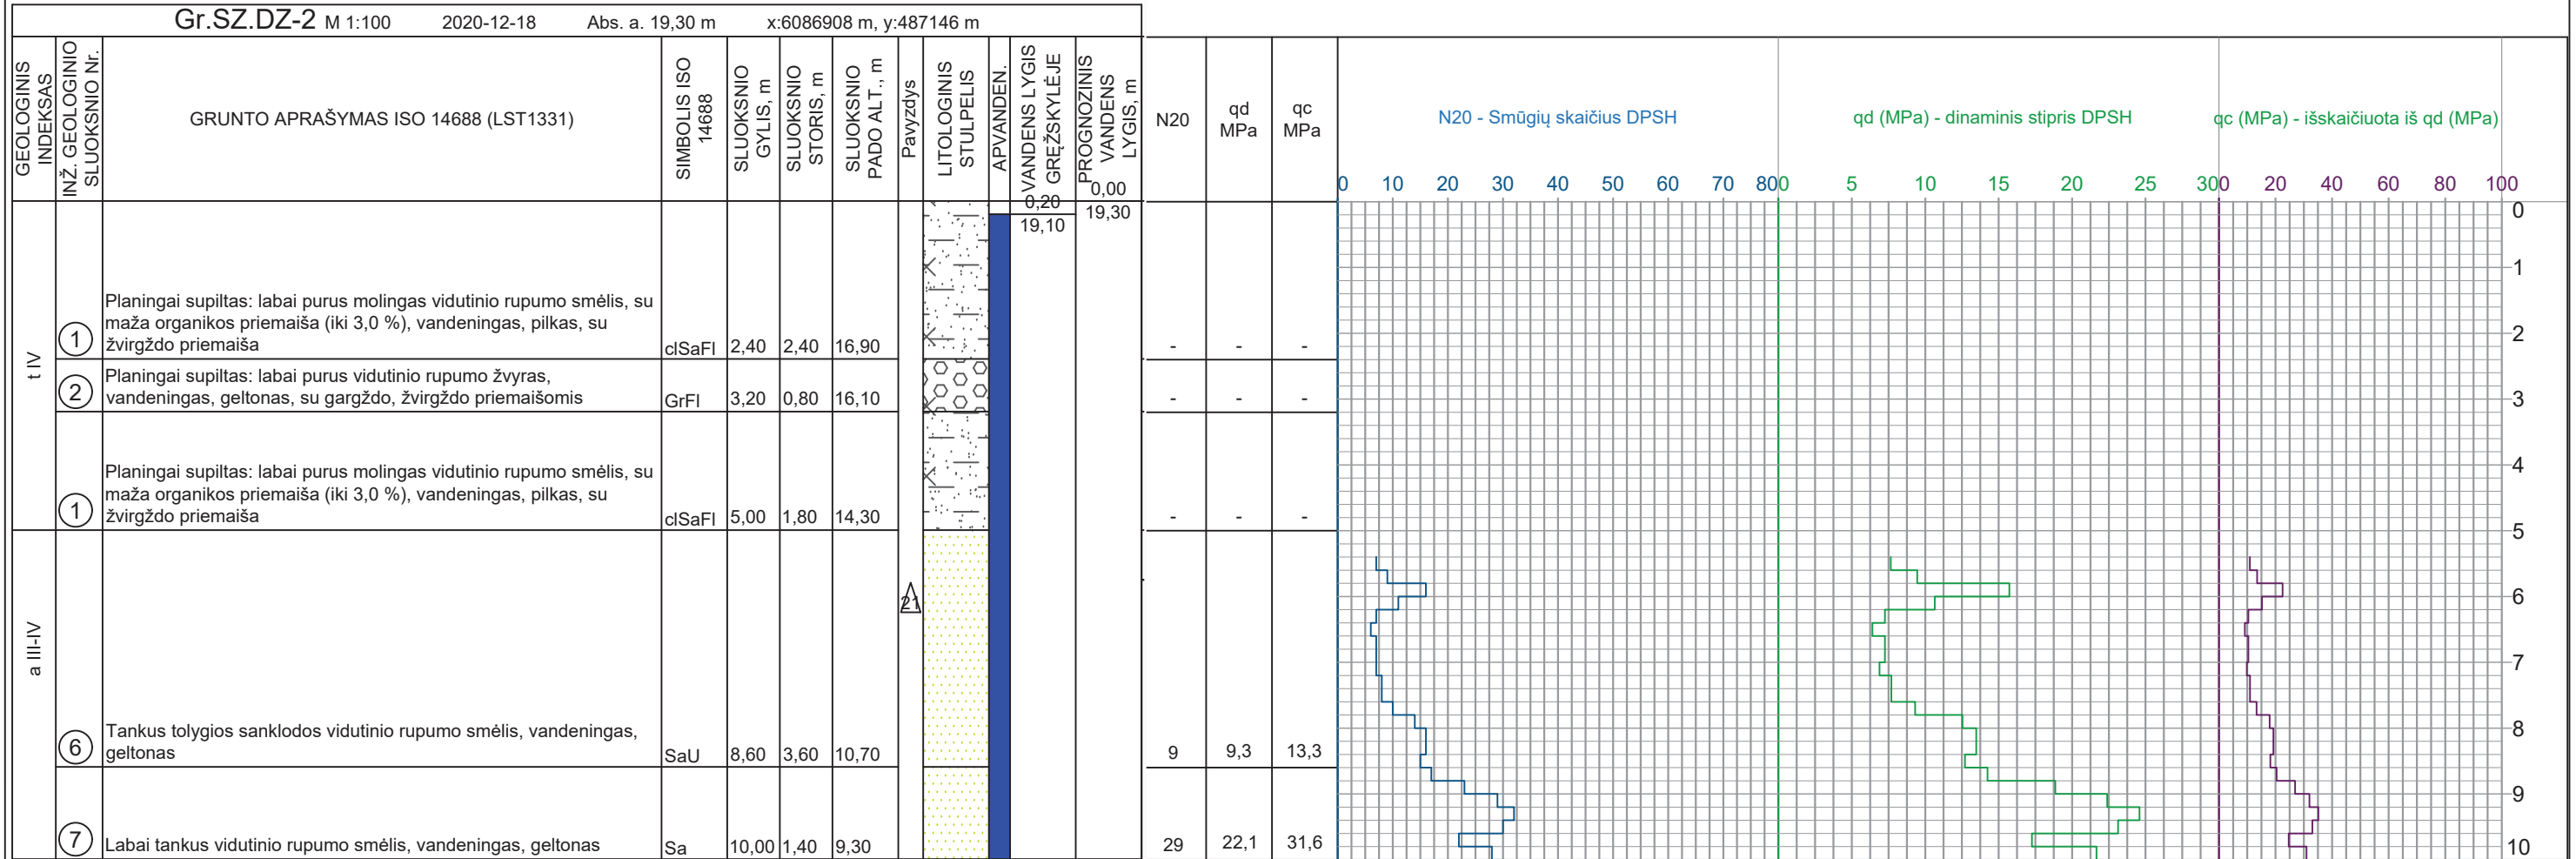 Gr.SZ.DZ-2 M 1:100 2020-12-18 Abs. a. 19,30 m x:6086908 m, y:487146 m
GEOLOGINIS
INDEKSAS
INŽ. GEOLOGINIO
SLUOKSNIO Nr.
GRUNTO APRAŠYMAS ISO 14688 (LST1331)
SIMBOLIS ISO
14688
SLUOKSNIO
GYLIS, m
SLUOKSNIO
STORIS, m
SLUOKSNIO
PADO ALT., m
Pavyzdys
LITOLOGINIS
STULPELIS
APVANDEN.
VANDENS LYGIS
GRĘŽSKYLĖJE
PROGNOZINIS
VANDENS
LYGIS, m
N20
qd
MPa
qc
MPa
N20 - Smūgių skaičius DPSH
qd (MPa) - dinaminis stipris DPSH
qc (MPa) - išskaičiuota iš qd (MPa)
0 10 20 30 40 50 60 70 80
0 5 10 15 20 25 30
0 20 40 60 80 100
0,20
19,10
0,00
19,30
t IV
1
Planingai supiltas: labai purus molingas vidutinio rupumo smėlis, su
maža organikos priemaiša (iki 3,0 %), vandeningas, pilkas, su
žvirgždo priemaiša
clSaFl 2,40 2,40 16,90 - - -
2
Planingai supiltas: labai purus vidutinio rupumo žvyras,
vandeningas, geltonas, su gargždo, žvirgždo priemaišomis
GrFl 3,20 0,80 16,10 - - -
1
Planingai supiltas: labai purus molingas vidutinio rupumo smėlis, su
maža organikos priemaiša (iki 3,0 %), vandeningas, pilkas, su
žvirgždo priemaiša
clSaFl 5,00 1,80 14,30 - - -
a III-IV
21
6
Tankus tolygios sanklodos vidutinio rupumo smėlis, vandeningas,
geltonas
SaU 8,60 3,60 10,70 9 9,3 13,3
7
Labai tankus vidutinio rupumo smėlis, vandeningas, geltonas
Sa 10,00 1,40 9,30 29 22,1 31,6
0
1
2
3
4
5
6
7
8
9
10